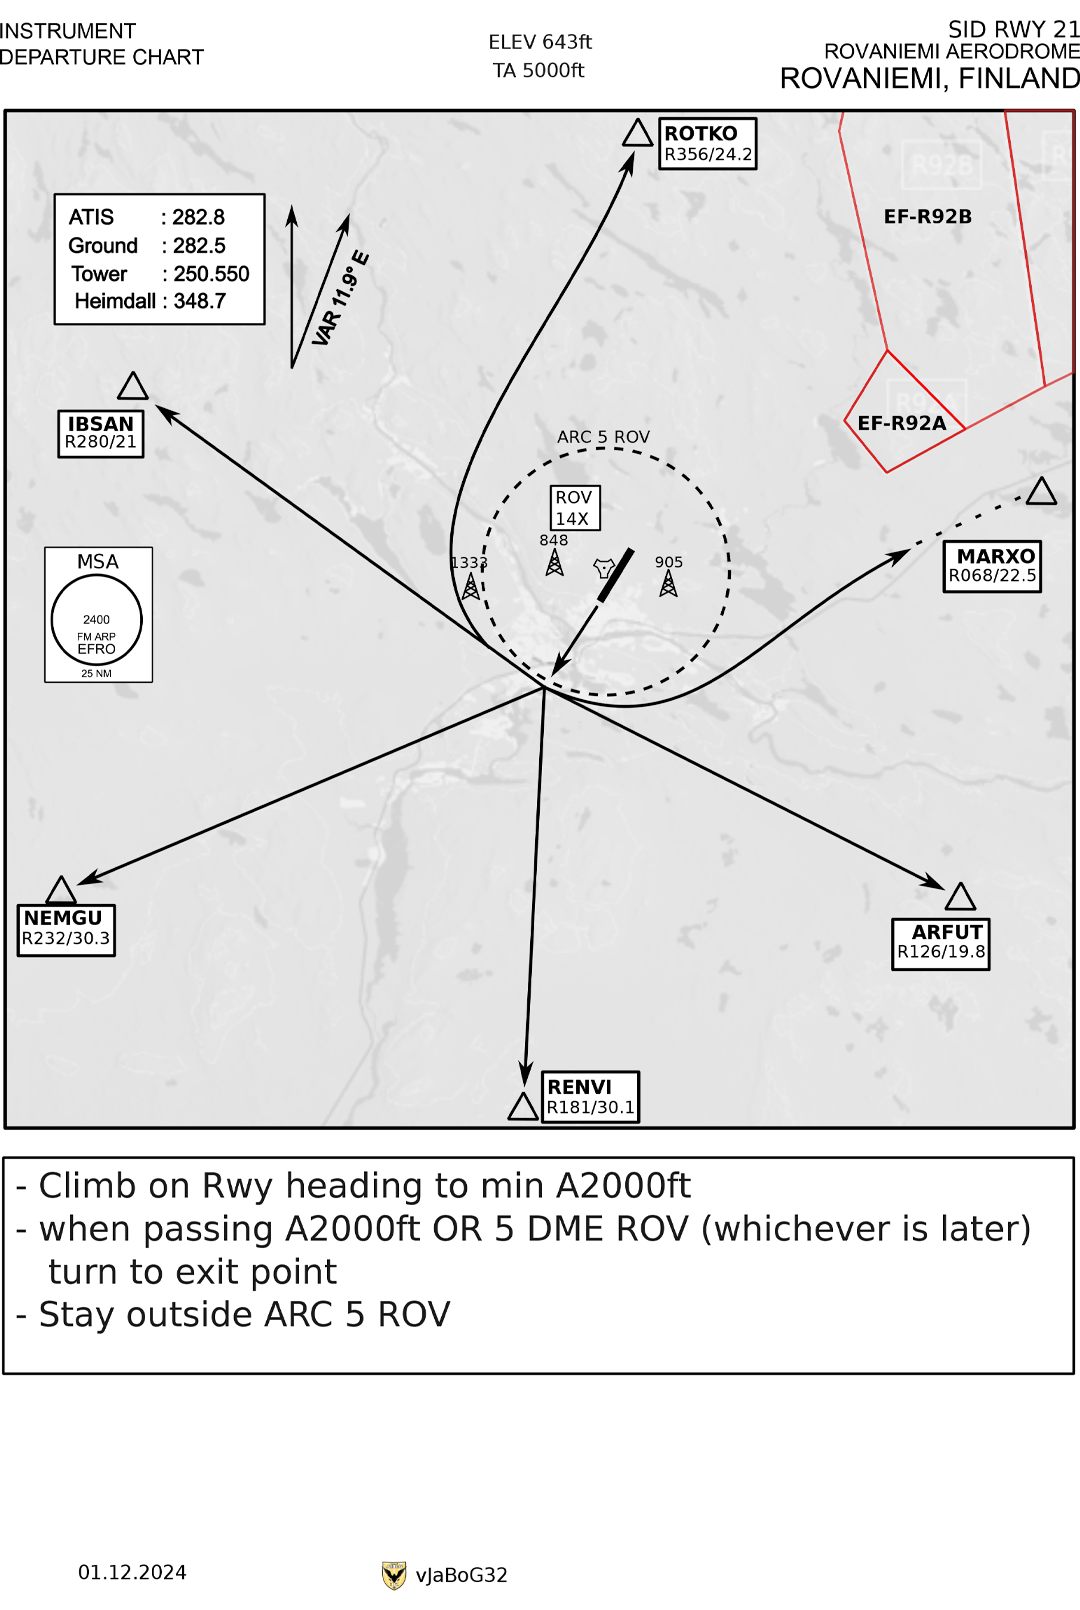 INSTRUMENT
DEPARTURE CHART
ELEV 643ft
TA 5000ft
SID RWY 21
ROVANIEMI AERODROME
ROVANIEMI, FINLAND
ROTKO
R356/24.2
R92B
EF-R92B
ATIS : 282.8
Ground : 282.5
Tower : 250.550
Heimdall : 348.7
VAR 11.9° E
IBSAN
R280/21
R92A
EF-R92A
ARC 5 ROV
ROV
14X
848
1333
905
MARXO
R068/22.5
MSA
2400
FM ARP
EFRO
25 NM
NEMGU
R232/30.3
ARFUT
R126/19.8
RENVI
R181/30.1
- Climb on Rwy heading to min A2000ft
- when passing A2000ft OR 5 DME ROV (whichever is later)
turn to exit point
- Stay outside ARC 5 ROV
01.12.2024
vJaBoG32